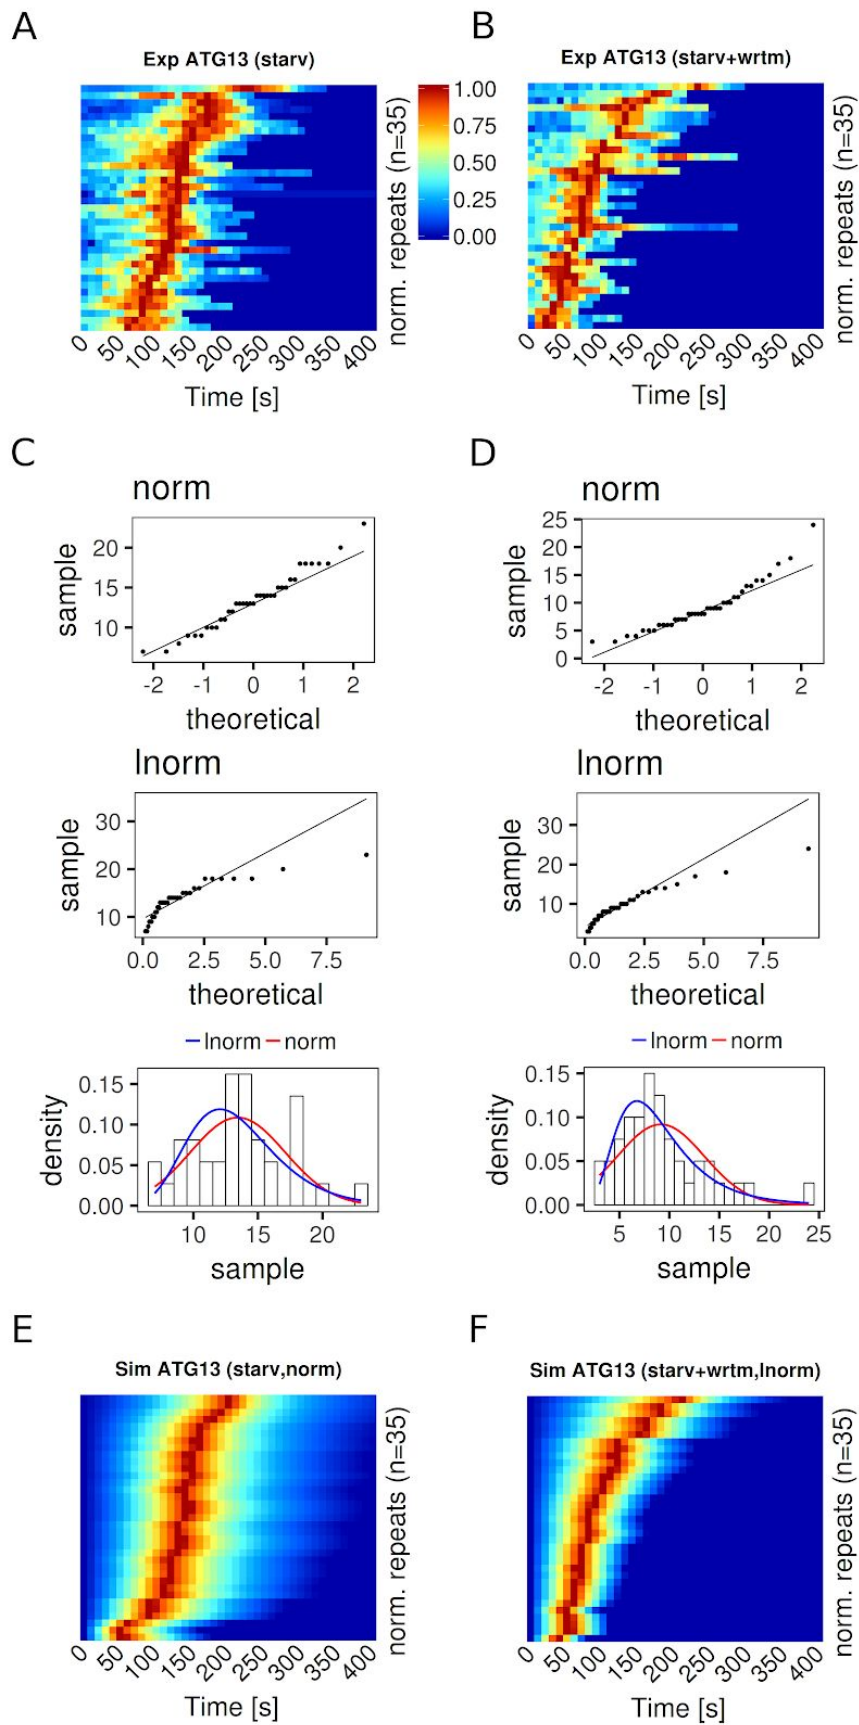 A
B
Exp ATG13 (starv)
Exp ATG13 (starv+wrtm)
1.00
0.75
0.50
0.25
0.00
norm. repeats (n=35)
norm. repeats (n=35)
0 50 100 150 200 250 300 350 400
0 50 100 150 200 250 300 350 400
Time [s]
Time [s]
C
D
norm
20
15
10
sample
-2 -1 0 1 2
theoretical
norm
25
20
15
10
5
0
sample
-2 -1 0 1 2
theoretical
lnorm
30
20
10
sample
0.0 2.5 5.0 7.5
theoretical
lnorm
30
20
10
sample
0.0 2.5 5.0 7.5
theoretical
lnorm norm
0.15
0.10
0.05
0.00
density
10 15 20
sample
lnorm norm
0.15
0.10
0.05
0.00
density
5 10 15 20 25
sample
E
F
Sim ATG13 (starv,norm)
Sim ATG13 (starv+wrtm,lnorm)
norm. repeats (n=35)
norm. repeats (n=35)
0 50 100 150 200 250 300 350 400
0 50 100 150 200 250 300 350 400
Time [s]
Time [s]